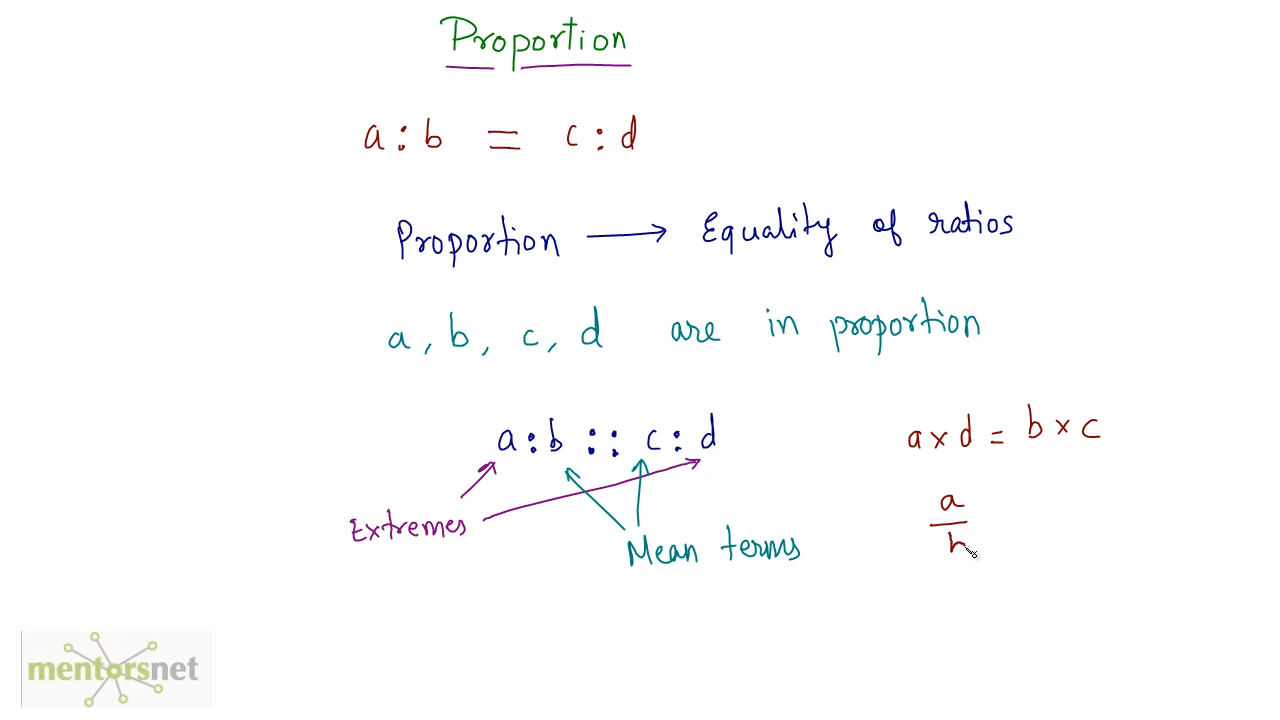 Proportion
a : b = c : d
Proportion ⟶ Equality of ratios
a, b, c, d are in proportion
a : b :: c : d
a × d = b × c
a
Extremes
Mean terms
mentorsnet